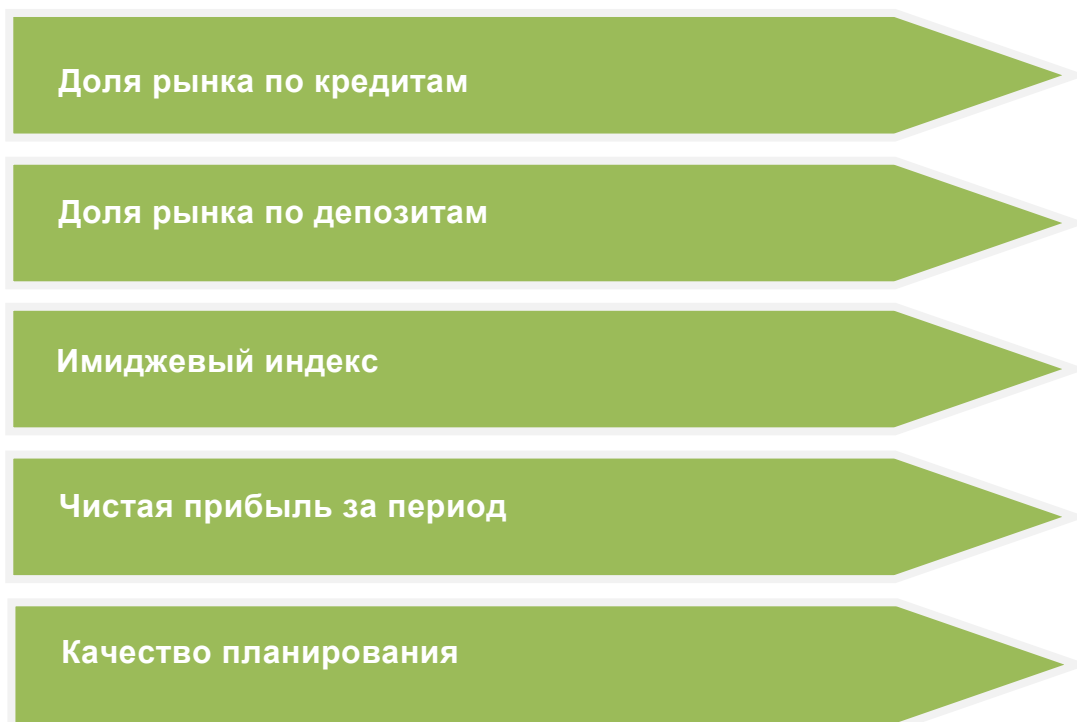 Доля рынка по кредитам
Доля рынка по депозитам
Имиджевый индекс
Чистая прибыль за период
Качество планирования